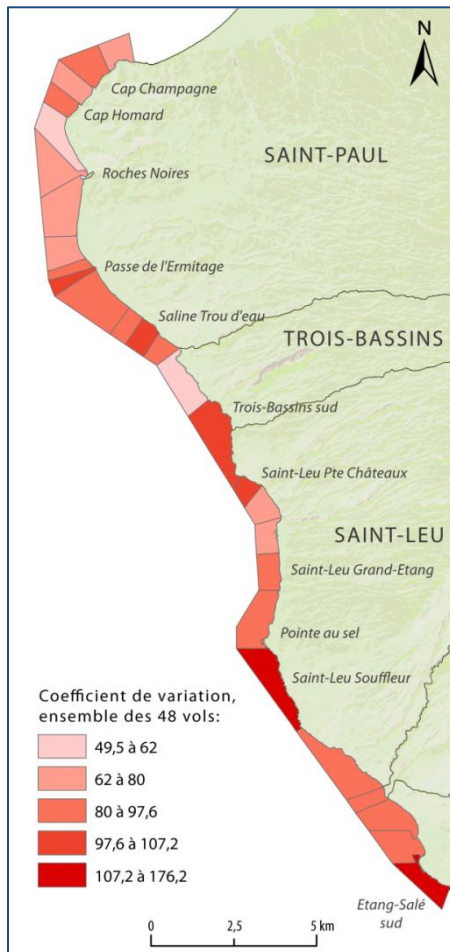 N
Cap Champagne
Cap Homard
SAINT-PAUL
Roches Noires
Passe de l'Ermitage
Saline Trou d'eau
TROIS-BASSINS
Trois-Bassins sud
Saint-Leu Pte Châteaux
SAINT-LEU
Saint-Leu Grand-Etang
Pointe au sel
Saint-Leu Souffleur
Coefficient de variation,
ensemble des 48 vols:
49,5 à 62
62 à 80
80 à 97,6
97,6 à 107,2
107,2 à 176,2
Etang-Salé
sud
0 2,5 5 km